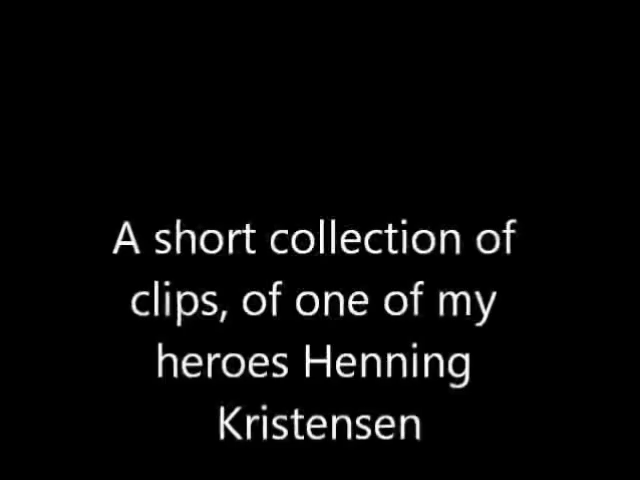 A short collection of
clips, of one of my
heroes Henning
Kristensen